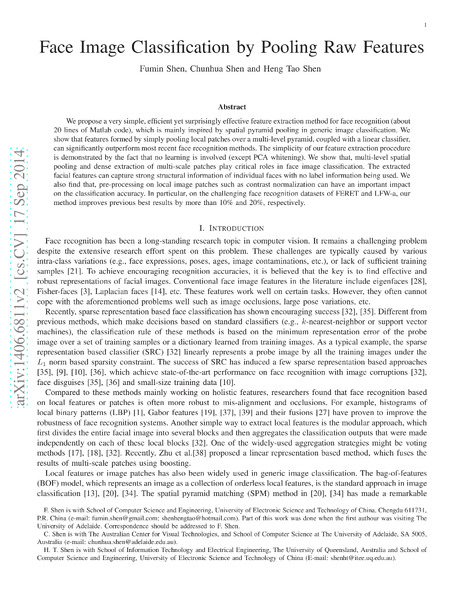 1
Face Image Classification by Pooling Raw Features
Fumin Shen, Chunhua Shen and Heng Tao Shen
Abstract
We propose a very simple, efficient yet surprisingly effective feature extraction method for face recognition (about
20 lines of Matlab code), which is mainly inspired by spatial pyramid pooling in generic image classification. We
show that features formed by simply pooling local patches over a multi-level pyramid, coupled with a linear classifier,
can significantly outperform most recent face recognition methods. The simplicity of our feature extraction procedure
is demonstrated by the fact that no learning is involved (except PCA whitening). We show that, multi-level spatial
pooling and dense extraction of multi-scale patches play critical roles in face image classification. The extracted
facial features can capture strong structural information of individual faces with no label information being used. We
also find that, pre-processing on local image patches such as contrast normalization can have an important impact
on the classification accuracy. In particular, on the challenging face recognition datasets of FERET and LFW-a, our
method improves previous best results by more than 10% and 20%, respectively.
I. INTRODUCTION
Face recognition has been a long-standing research topic in computer vision. It remains a challenging problem
despite the extensive research effort spent on this problem. These challenges are typically caused by various
intra-class variations (e.g., face expressions, poses, ages, image contaminations, etc.), or lack of sufficient training
samples [21]. To achieve encouraging recognition accuracies, it is believed that the key is to find effective and
robust representations of facial images. Conventional face image features in the literature include eigenfaces [28],
Fisher-faces [3], Laplacian faces [14], etc. These features work well on certain tasks. However, they often cannot
cope with the aforementioned problems well such as image occlusions, large pose variations, etc.
Recently, sparse representation based face classification has shown encouraging success [32], [35]. Different from
previous methods, which make decisions based on standard classifiers (e.g., k-nearest-neighbor or support vector
machines), the classification rule of these methods is based on the minimum representation error of the probe
image over a set of training samples or a dictionary learned from training images. As a typical example, the sparse
representation based classifier (SRC) [32] linearly represents a probe image by all the training images under the
L1 norm based sparsity constraint. The success of SRC has induced a few sparse representation based approaches
[35], [9], [10], [36], which achieve state-of-the-art performance on face recognition with image corruptions [32],
face disguises [35], [36] and small-size training data [10].
Compared to these methods mainly working on holistic features, researchers found that face recognition based
on local features or patches is often more robust to mis-alignment and occlusions. For example, histograms of
local binary patterns (LBP) [1], Gabor features [19], [37], [39] and their fusions [27] have proven to improve the
robustness of face recognition systems. Another simple way to extract local features is the modular approach, which
first divides the entire facial image into several blocks and then aggregates the classification outputs that were made
independently on each of these local blocks [32]. One of the widely-used aggregation strategies might be voting
methods [17], [18], [32]. Recently, Zhu et al.[38] proposed a linear representation based method, which fuses the
results of multi-scale patches using boosting.
Local features or image patches has also been widely used in generic image classification. The bag-of-features
(BOF) model, which represents an image as a collection of orderless local features, is the standard approach in image
classification [13], [20], [34]. The spatial pyramid matching (SPM) method in [20], [34] has made a remarkable
F. Shen is with School of Computer Science and Engineering, University of Electronic Science and Technology of China, Chengdu 611731,
P.R. China (e-mail: fumin.shen@gmail.com; shenhengtao@hotmail.com). Part of this work was done when the first authour was visiting The
University of Adelaide. Correspondence should be addressed to F. Shen.
C. Shen is with The Australian Center for Visual Technologies, and School of Computer Science at The University of Adelaide, SA 5005,
Australia (e-mail: chunhua.shen@adelaide.edu.au).
H. T. Shen is with School of Information Technology and Electrical Engineering, The University of Queensland, Australia and School of
Computer Science and Engineering, University of Electronic Science and Technology of China (E-mail: shenht@itee.uq.edu.au).
arXiv:1406.6811v2 [cs.CV] 17 Sep 2014